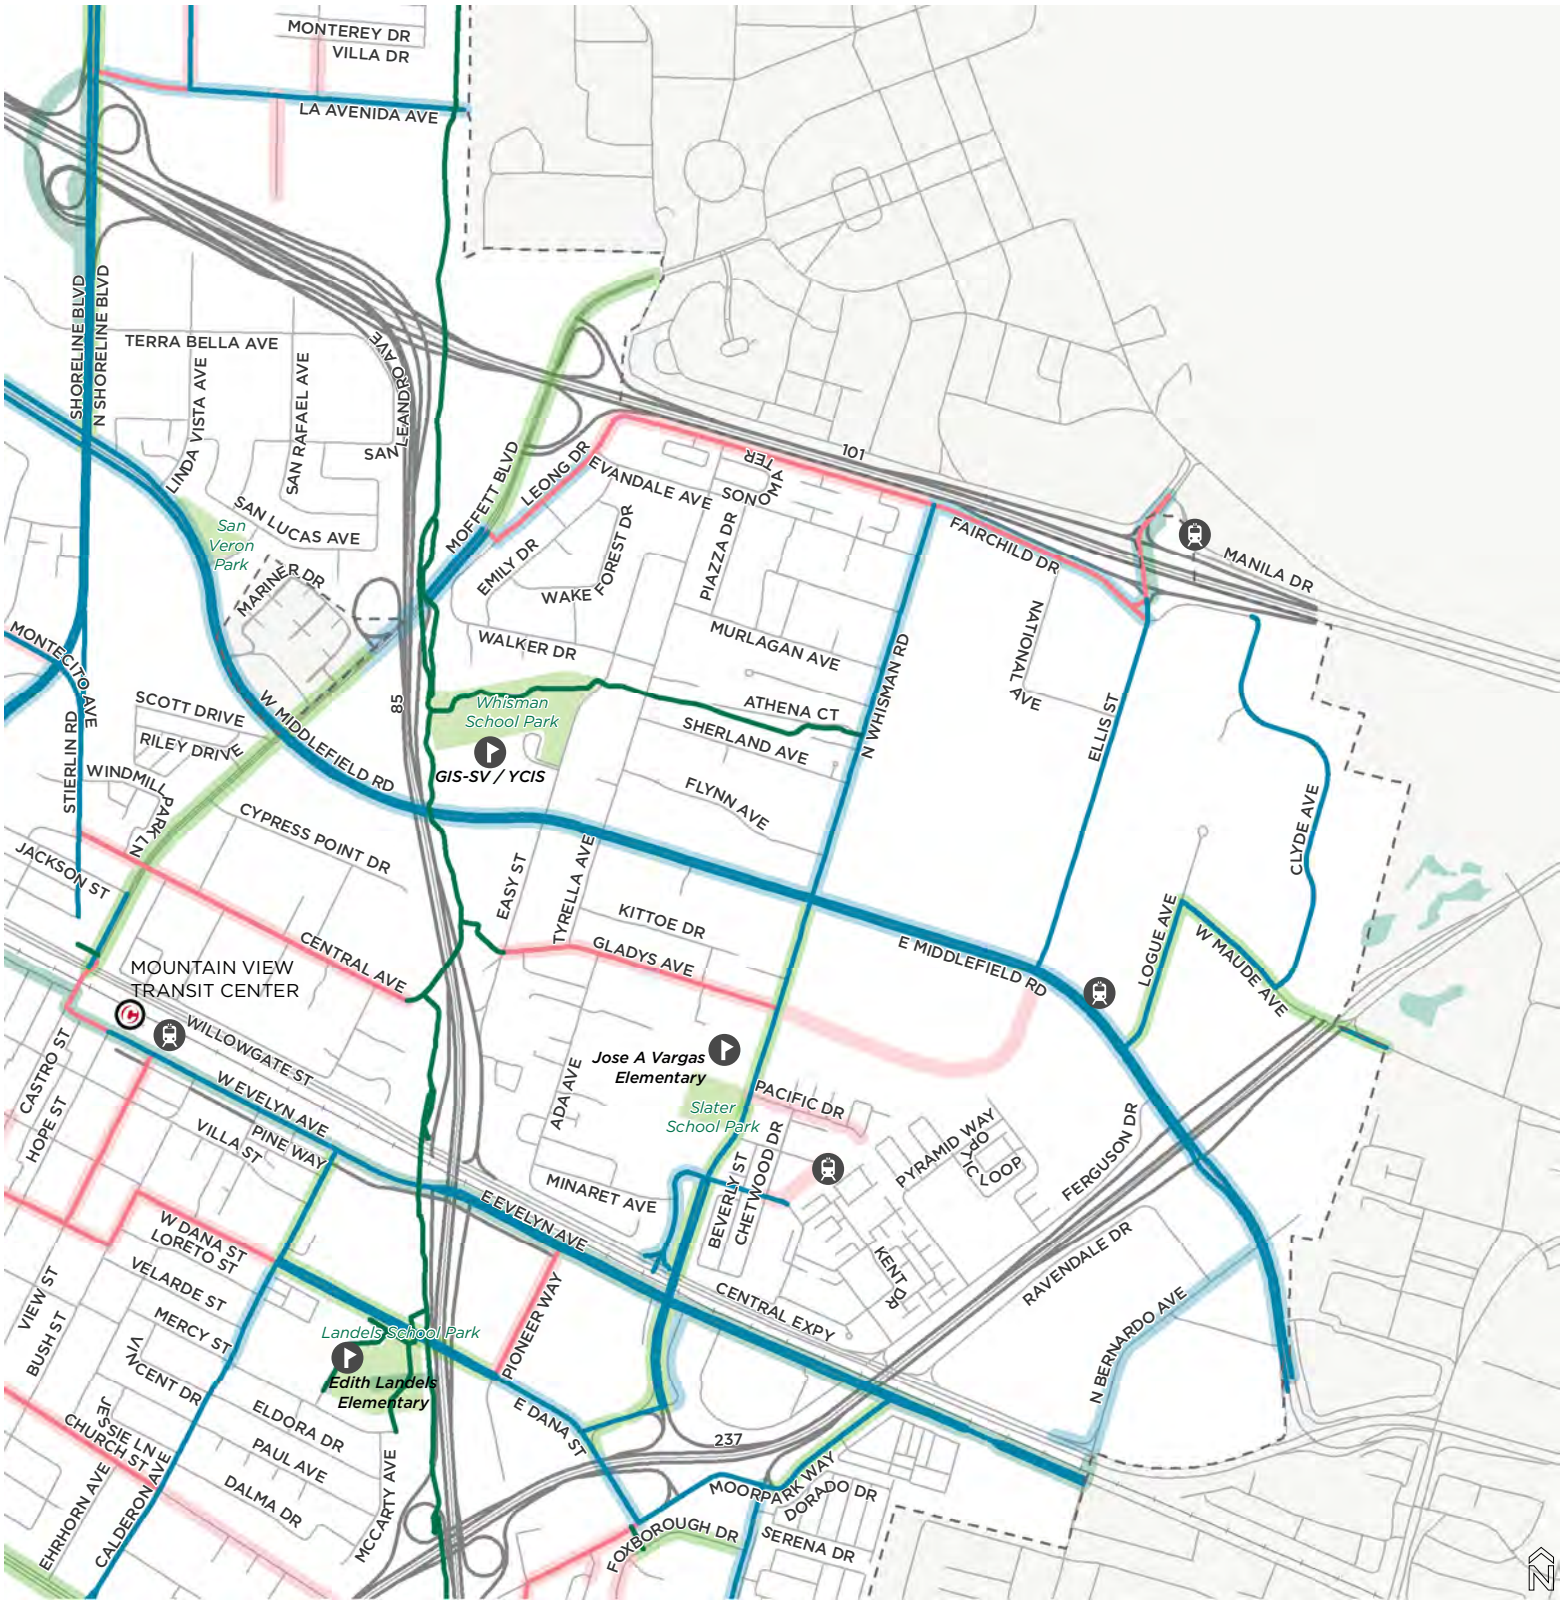 MONTEREY DR
VILLA DR
LA AVENIDA AVE
SHORELINE BLVD
N SHORELINE BLVD
TERRA BELLA AVE
LINDA VISTA AVE
SAN RAFAEL AVE
SAN LEANDRO AVE
SAN LUCAS AVE
San
Veron
Park
MARINER DR
MOFFETT BLVD
LEONG DR
EVANDALE AVE
SONOMA TER
101
EMILY DR
WAKE FOREST DR
PIAZZA DR
FAIRCHILD DR
MANILA DR
NATIONAL AVE
WALKER DR
MURLAGAN AVE
N WHISMAN RD
ELLIS ST
MONTECITO AVE
STIERLIN RD
SCOTT DRIVE
RILEY DRIVE
WINDMILL PARK LN
W MIDDLEFIELD RD
85
Whisman
School Park
GIS-SV / YCIS
ATHENA CT
SHERLAND AVE
FLYNN AVE
CLYDE AVE
JACKSON ST
CYPRESS POINT DR
EASY ST
TYRELLA AVE
KITTOE DR
GLADYS AVE
E MIDDLEFIELD RD
LOGUE AVE
W MAUDE AVE
CENTRAL AVE
MOUNTAIN VIEW
TRANSIT CENTER
C
WILLOWGATE ST
CASTRO ST
HOPE ST
W EVELYN AVE
VILLA ST
PINE WAY
ADA AVE
Jose A Vargas
Elementary
Slater
School Park
PACIFIC DR
PYRAMID WAY
OPXYIC LOOP
FERGUSON DR
MINARET AVE
BEVERLY ST
CHETWOOD DR
E EVELYN AVE
W DANA ST
LORETO ST
VELARDE ST
MERCY ST
VIEW ST
BUSH ST
VINCENT DR
Landels School Park
Edith Landels
Elementary
PIONEER WAY
CENTRAL EXPY
KENT DR
RAVENDALE DR
N BERNARDO AVE
E DANA ST
237
JESSIE LN
CHURCH ST
ELDORA DR
PAUL AVE
DALMA DR
MCCARTY AVE
EHRHORN AVE
CALDERON AVE
MOORPARK WAY
DORADO DR
FOXBOROUGH DR
SERENA DR
N